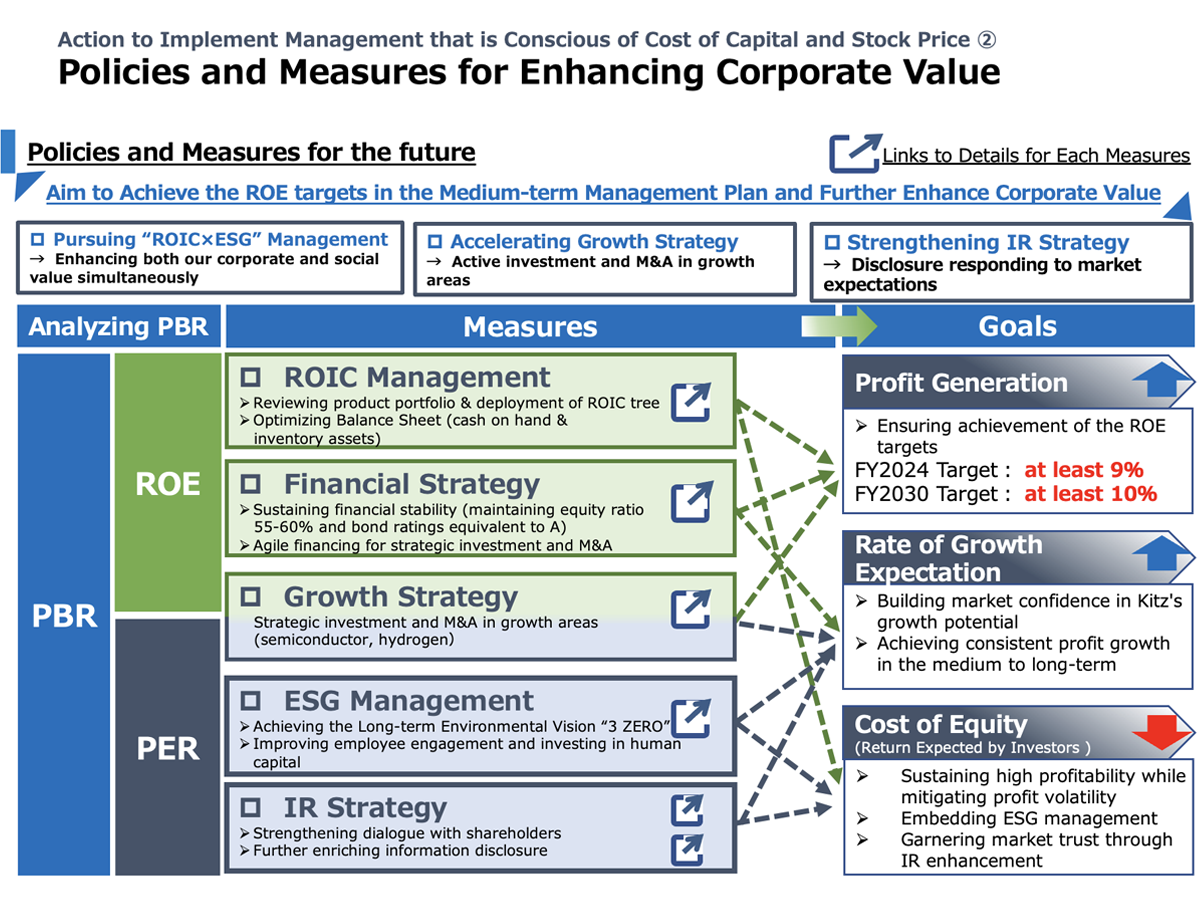 Action to Implement Management that is Conscious of Cost of Capital and Stock Price ②
Policies and Measures for Enhancing Corporate Value
Policies and Measures for the future
Links to Details for Each Measures
Aim to Achieve the ROE targets in the Medium-term Management Plan and Further Enhance Corporate Value
Pursuing “ROIC×ESG” Management
→ Enhancing both our corporate and social
value simultaneously
Accelerating Growth Strategy
→ Active investment and M&A in growth
areas
Strengthening IR Strategy
→ Disclosure responding to market
expectations
Analyzing PBR
Measures
Goals
PBR
ROE
PER
ROIC Management
➢ Reviewing product portfolio & deployment of ROIC tree
➢ Optimizing Balance Sheet (cash on hand &
inventory assets)
Financial Strategy
➢ Sustaining financial stability (maintaining equity ratio
55-60% and bond ratings equivalent to A)
➢ Agile financing for strategic investment and M&A
Growth Strategy
Strategic investment and M&A in growth areas
(semiconductor, hydrogen)
ESG Management
➢ Achieving the Long-term Environmental Vision “3 ZERO”
➢ Improving employee engagement and investing in human
capital
IR Strategy
➢ Strengthening dialogue with shareholders
➢ Further enriching information disclosure
Profit Generation
➢ Ensuring achievement of the ROE
targets
FY2024 Target : at least 9%
FY2030 Target : at least 10%
Rate of Growth
Expectation
➢ Building market confidence in Kitz's
growth potential
➢ Achieving consistent profit growth
in the medium to long-term
Cost of Equity
(Return Expected by Investors )
➢ Sustaining high profitability while
mitigating profit volatility
➢ Embedding ESG management
➢ Garnering market trust through
IR enhancement